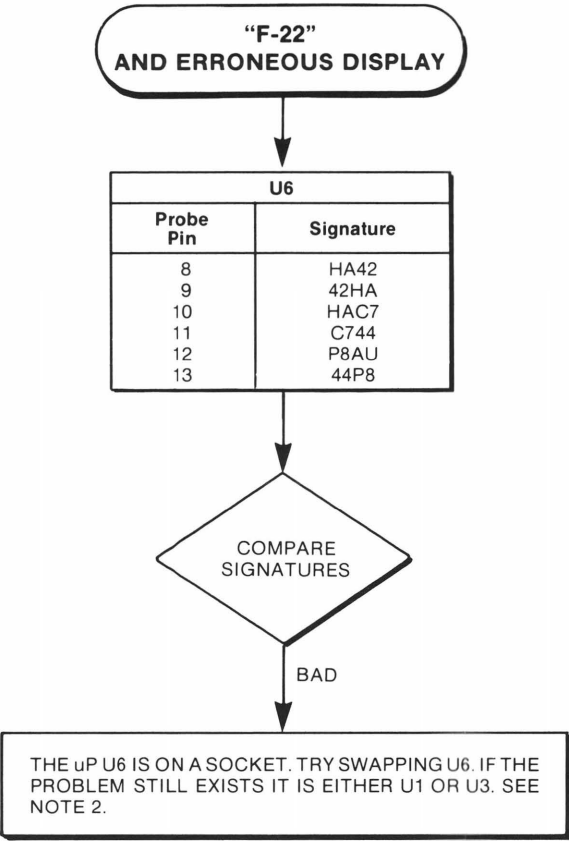 “F-22”
AND ERRONEOUS DISPLAY
U6
Probe Pin Signature
8 HA42
9 42HA
10 HAC7
11 C744
12 P8AU
13 44P8
COMPARE
SIGNATURES
BAD
THE uP U6 IS ON A SOCKET. TRY SWAPPING U6. IF THE
PROBLEM STILL EXISTS IT IS EITHER U1 OR U3. SEE
NOTE 2.